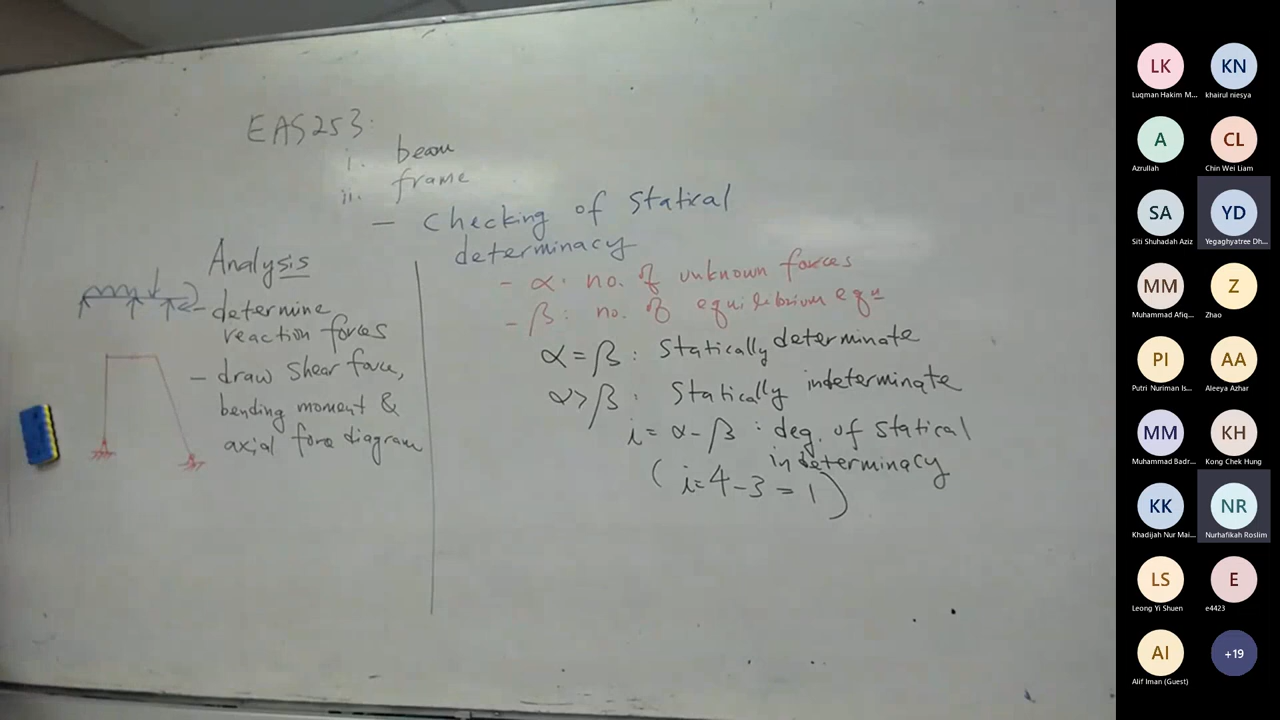 EAS253:
i. beam
ii. frame
- Checking of statical
determinacy
Analysis
- determine
reaction forces
- draw shear force,
bending moment &
axial force diagram
- α: no. of unknown forces
- β: no. of equilibrium eqn
α = β : Statically determinate
α > β : Statically indeterminate
i = α - β : deg. of statical
indeterminacy
( i = 4 - 3 = 1 )
LK
Luqman Hakim M...
KN
khairul niesya
A
Azrullah
CL
Chin Wei Liam
SA
Siti Shuhadah Aziz
YD
Yegaghyatree Dh...
MM
Muhammad Afiq...
Z
Zhao
PI
Putri Nuriman Is...
AA
Aleeya Azhar
MM
Muhammad Badr...
KH
Kong Chek Hung
KK
Khadijah Nur Mai...
NR
Nurhafikah Roslim
LS
Leong Yi Shuen
E
e4423
AI
Alif Iman (Guest)
+19